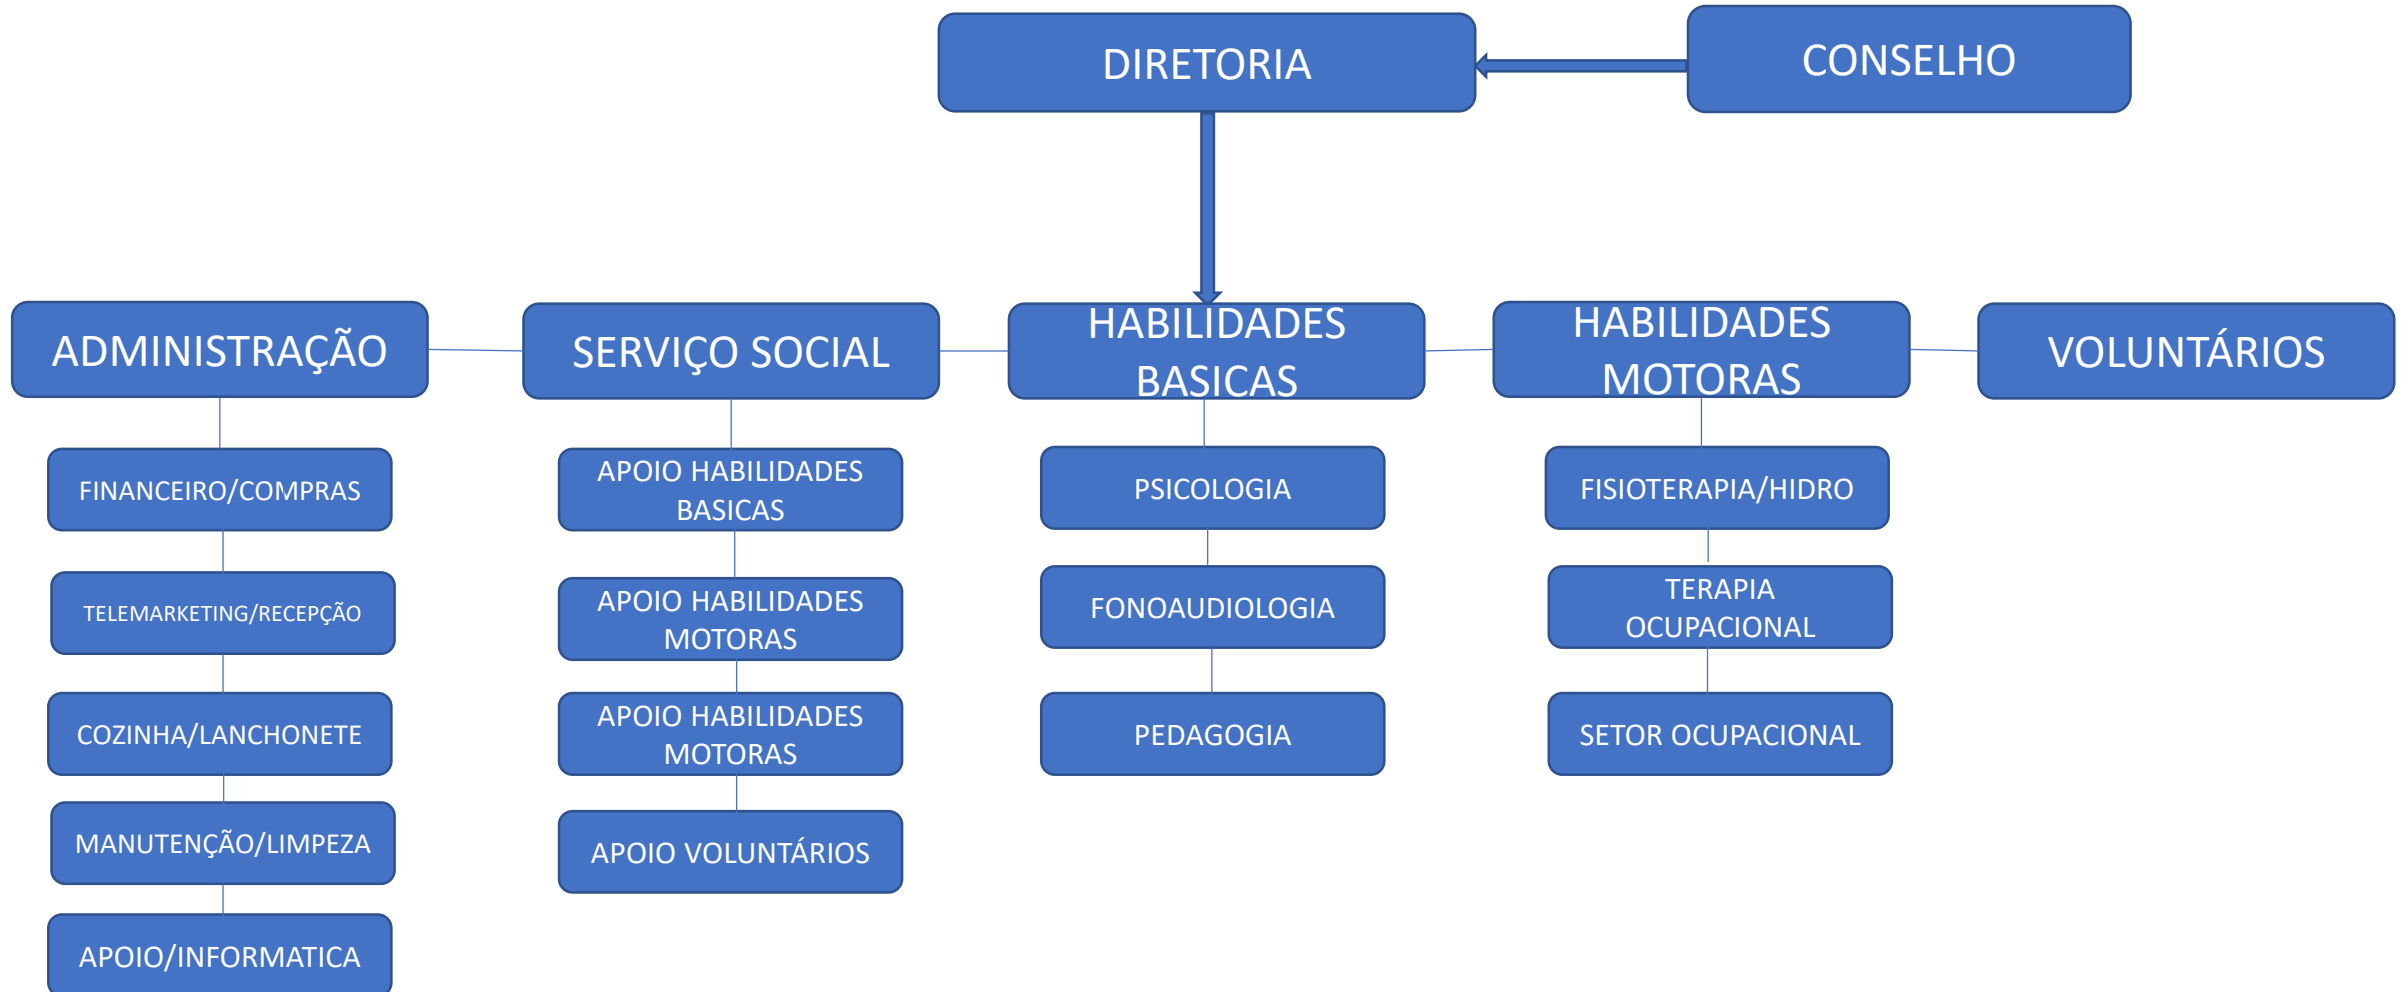 DIRETORIA
CONSELHO
ADMINISTRAÇÃO
SERVIÇO SOCIAL
HABILIDADES
BASICAS
HABILIDADES
MOTORAS
VOLUNTÁRIOS
FINANCEIRO/COMPRAS
TELEMARKETING/RECEPÇÃO
COZINHA/LANCHONETE
MANUTENÇÃO/LIMPEZA
APOIO/INFORMATICA
APOIO HABILIDADES
BASICAS
APOIO HABILIDADES
MOTORAS
APOIO HABILIDADES
MOTORAS
APOIO VOLUNTÁRIOS
PSICOLOGIA
FONOAUDIOLOGIA
PEDAGOGIA
FISIOTERAPIA/HIDRO
TERAPIA
OCUPACIONAL
SETOR OCUPACIONAL